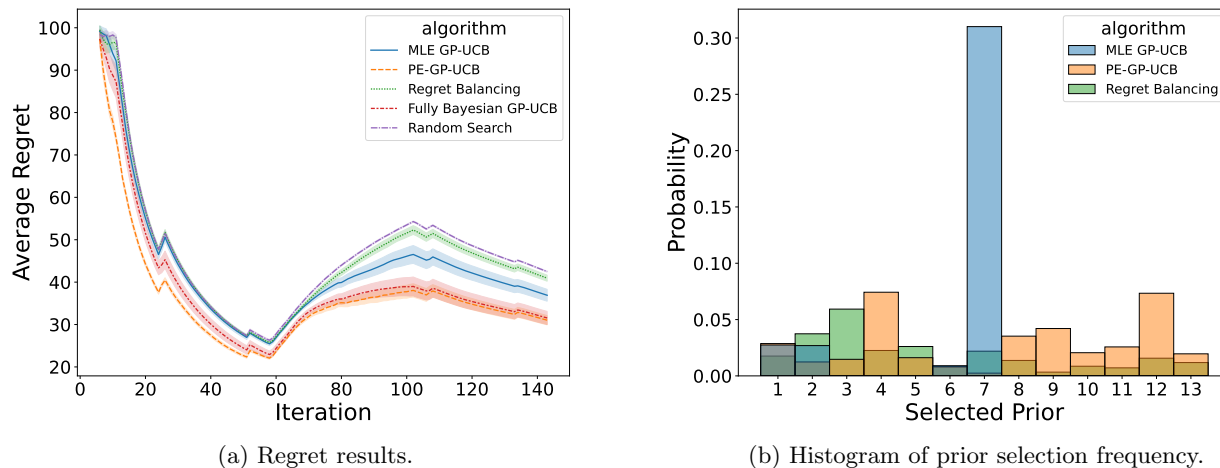 algorithm
MLE GP-UCB
PE-GP-UCB
Regret Balancing
Fully Bayesian GP-UCB
Random Search
Average Regret
100
90
80
70
60
50
40
30
20
0 20 40 60 80 100 120 140
Iteration
(a) Regret results.
algorithm
MLE GP-UCB
PE-GP-UCB
Regret Balancing
Probability
0.30
0.25
0.20
0.15
0.10
0.05
0.00
1 2 3 4 5 6 7 8 9 10 11 12 13
Selected Prior
(b) Histogram of prior selection frequency.